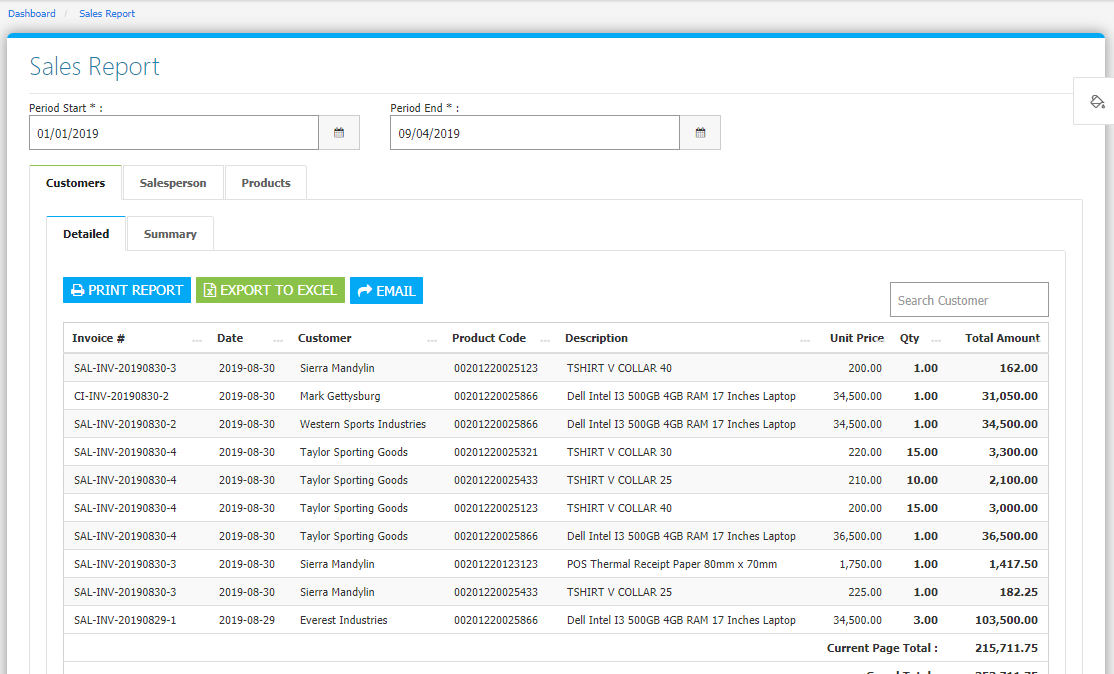 Dashboard / Sales Report
Sales Report
Period Start * : Period End * :
01/01/2019 09/04/2019
Customers Salesperson Products
Detailed Summary
PRINT REPORT EXPORT TO EXCEL EMAIL
Search Customer
Invoice # ... Date ... Customer ... Product Code ... Description ... Unit Price Qty ... Total Amount
SAL-INV-20190830-3 2019-08-30 Sierra Mandylin 00201220025123 TSHIRT V COLLAR 40 200.00 1.00 162.00
CI-INV-20190830-2 2019-08-30 Mark Gettysburg 00201220025866 Dell Intel I3 500GB 4GB RAM 17 Inches Laptop 34,500.00 1.00 31,050.00
SAL-INV-20190830-2 2019-08-30 Western Sports Industries 00201220025866 Dell Intel I3 500GB 4GB RAM 17 Inches Laptop 34,500.00 1.00 34,500.00
SAL-INV-20190830-4 2019-08-30 Taylor Sporting Goods 00201220025321 TSHIRT V COLLAR 30 220.00 15.00 3,300.00
SAL-INV-20190830-4 2019-08-30 Taylor Sporting Goods 00201220025433 TSHIRT V COLLAR 25 210.00 10.00 2,100.00
SAL-INV-20190830-4 2019-08-30 Taylor Sporting Goods 00201220025123 TSHIRT V COLLAR 40 200.00 15.00 3,000.00
SAL-INV-20190830-4 2019-08-30 Taylor Sporting Goods 00201220025866 Dell Intel I3 500GB 4GB RAM 17 Inches Laptop 36,500.00 1.00 36,500.00
SAL-INV-20190830-3 2019-08-30 Sierra Mandylin 00201220123123 POS Thermal Receipt Paper 80mm x 70mm 1,750.00 1.00 1,417.50
SAL-INV-20190830-3 2019-08-30 Sierra Mandylin 00201220025433 TSHIRT V COLLAR 25 225.00 1.00 182.25
SAL-INV-20190829-1 2019-08-29 Everest Industries 00201220025866 Dell Intel I3 500GB 4GB RAM 17 Inches Laptop 34,500.00 3.00 103,500.00
Current Page Total : 215,711.75